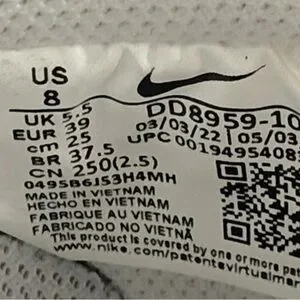 US
8
UK 5.5
EUR 39
cm 25
BR 37.5
CN 250(2.5)
DD8959-10
03/03/22 05/03/
UPC 0019495408
0495B6J53H4MH
MADE IN VIETNAM
HECHO EN VIETNAM
FABRIQUE AU VIETNAM
FABRICADO NO VIETNÃ
This product is covered by one or more
www.nike.com/patentsvirtualmar